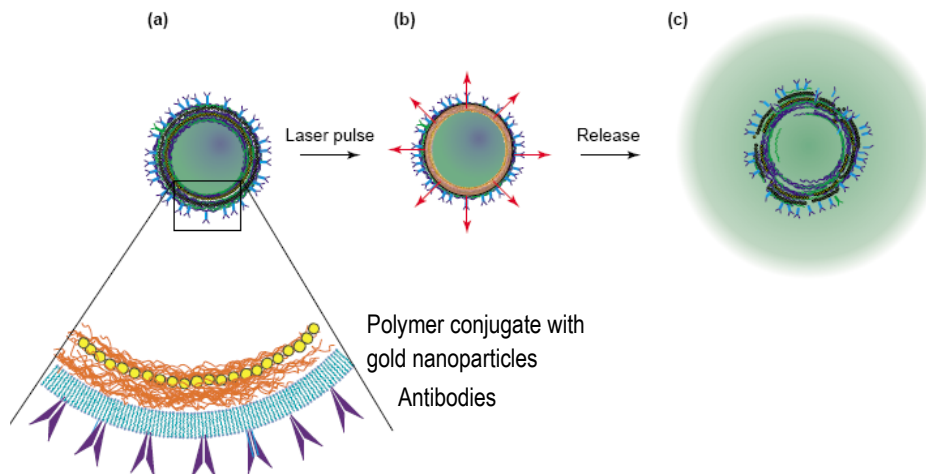 (a)
(b)
(c)
Laser pulse
Release
Polymer conjugate with
gold nanoparticles
Antibodies